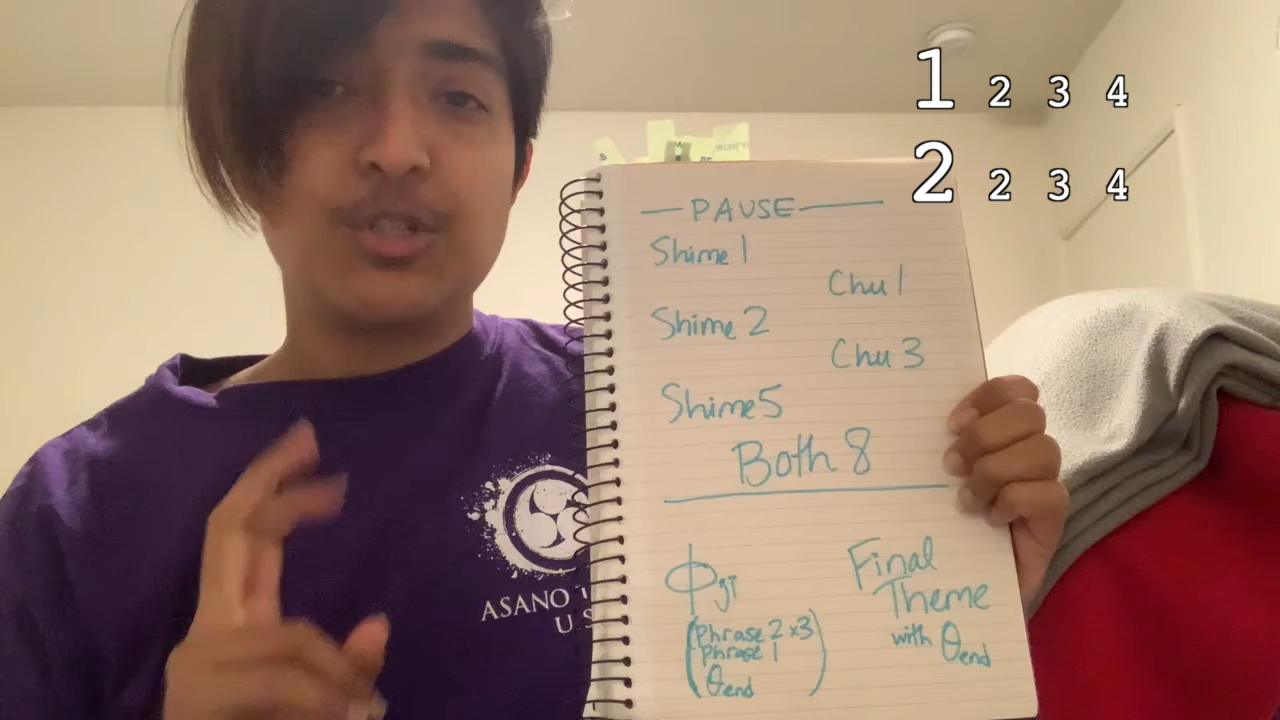 1 2 3 4
2 2 3 4
— PAUSE —
Shime 1
Chu 1
Shime 2
Chu 3
Shime 5
Both 8
Φji
(Phrase 2 x3
Phrase 1
θend)
Final
Theme
with θend
ASANO
U S